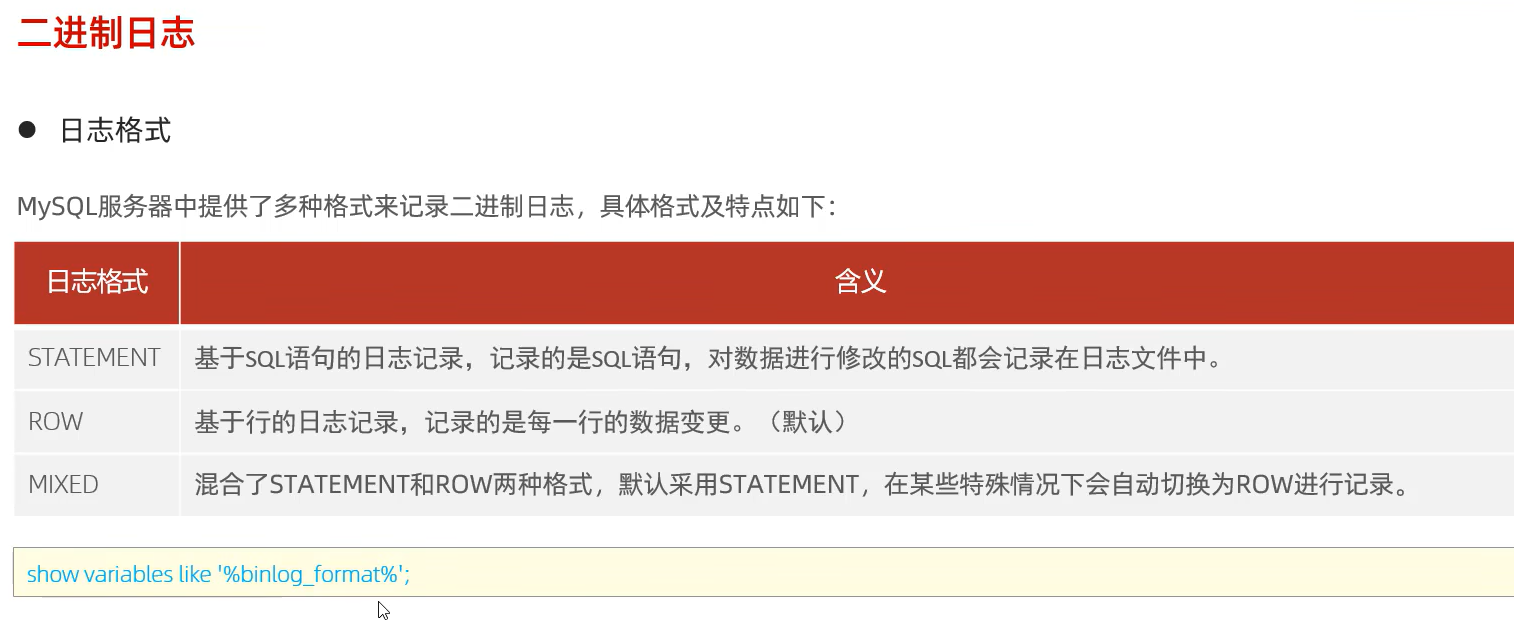 二进制日志
● 日志格式
MySQL服务器中提供了多种格式来记录二进制日志，具体格式及特点如下：
日志格式 含义
STATEMENT 基于SQL语句的日志记录，记录的是SQL语句，对数据进行修改的SQL都会记录在日志文件中。
ROW 基于行的日志记录，记录的是每一行的数据变更。（默认）
MIXED 混合了STATEMENT和ROW两种格式，默认采用STATEMENT，在某些特殊情况下会自动切换为ROW进行记录。
show variables like '%binlog_format%';